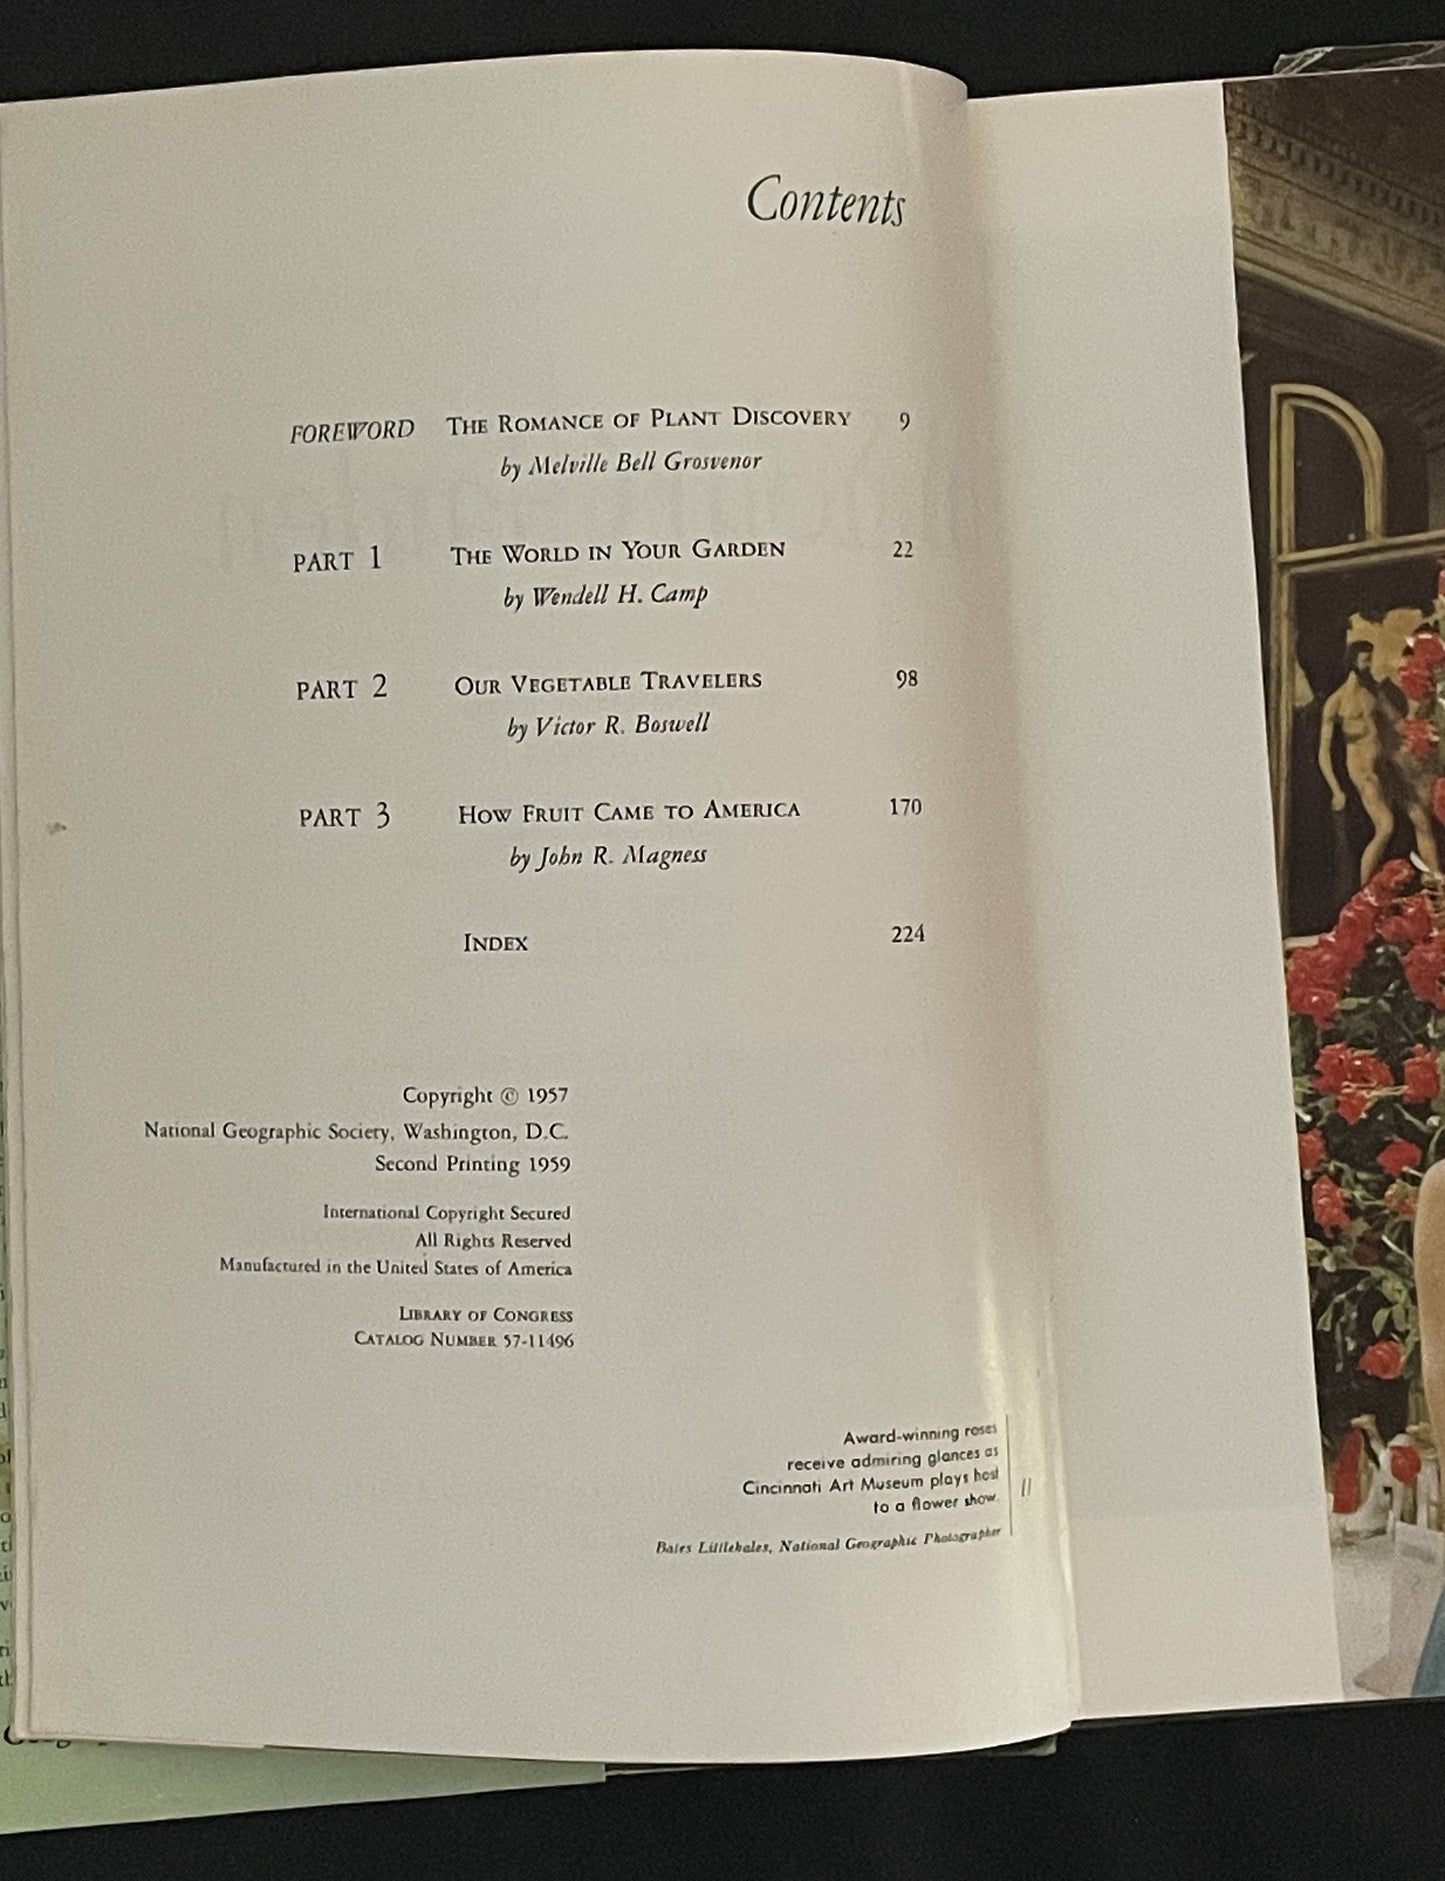 Contents
FOREWORD THE ROMANCE OF PLANT DISCOVERY 9
by Melville Bell Grosvenor
PART 1 THE WORLD IN YOUR GARDEN 22
by Wendell H. Camp
PART 2 OUR VEGETABLE TRAVELERS 98
by Victor R. Boswell
PART 3 HOW FRUIT CAME TO AMERICA 170
by John R. Magness
INDEX 224
Copyright © 1957
National Geographic Society, Washington, D.C.
Second Printing 1959
International Copyright Secured
All Rights Reserved
Manufactured in the United States of America
LIBRARY OF CONGRESS
CATALOG NUMBER 57-11496
Award-winning roses
receive admiring glances as
Cincinnati Art Museum plays host
to a flower show.
Bates Littlehales, National Geographic Photographer